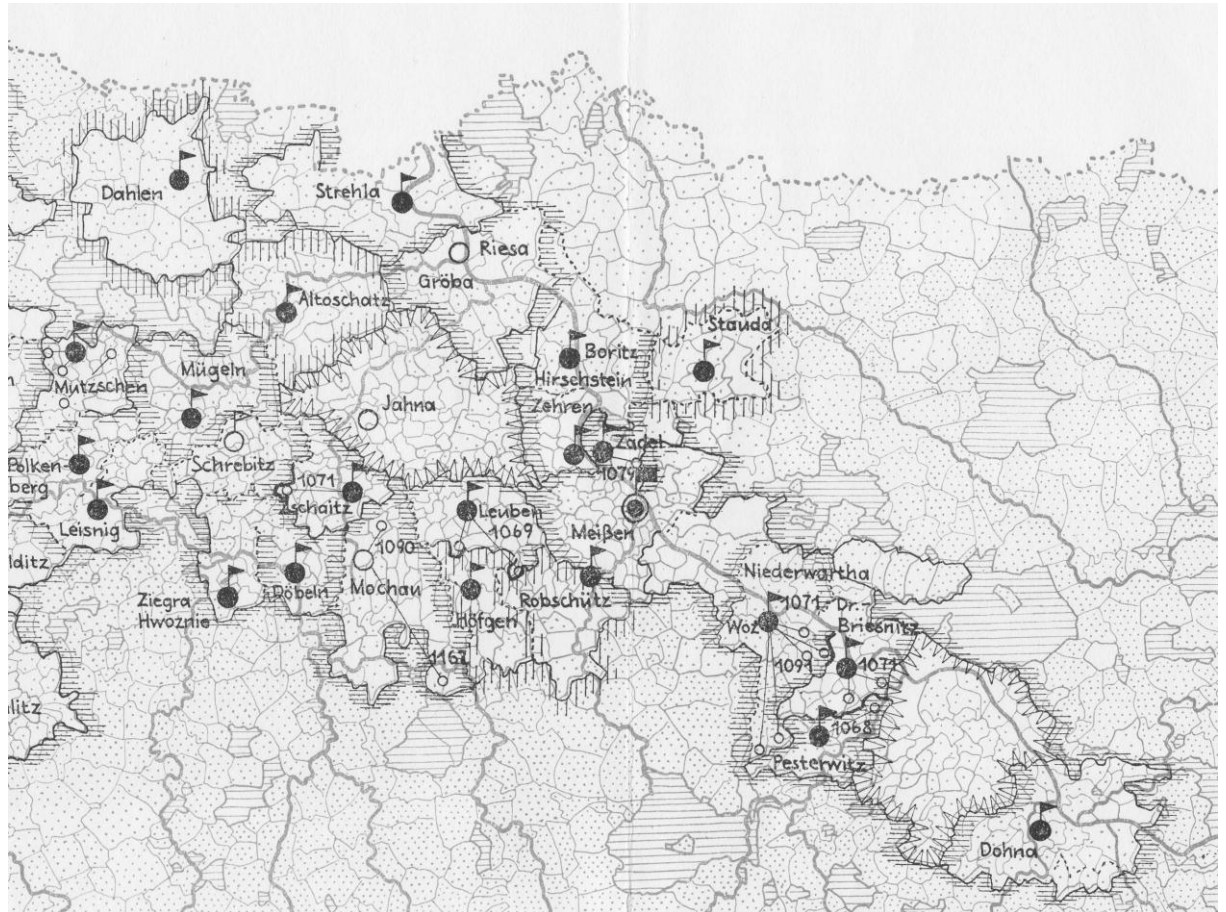 Dahlen
Strehla
Riesa
Gröba
Altoschatz
Stauda
Boritz
Hirschstein
Mutzschen
Mügeln
Jahna
Zehren
Zadel
1079
Schrebitz
Polken-
berg
1071
Zschaitz
Leisnig
Leuben
1069
Meißen
lditz
1090
Mochau
Döbeln
Ziegra
Hwoznie
Höfgen
Robschütz
Niederwartha
1071
Dr.-
Briesnitz
Woz
1091
1071
litz
1068
Pesterwitz
Dohna